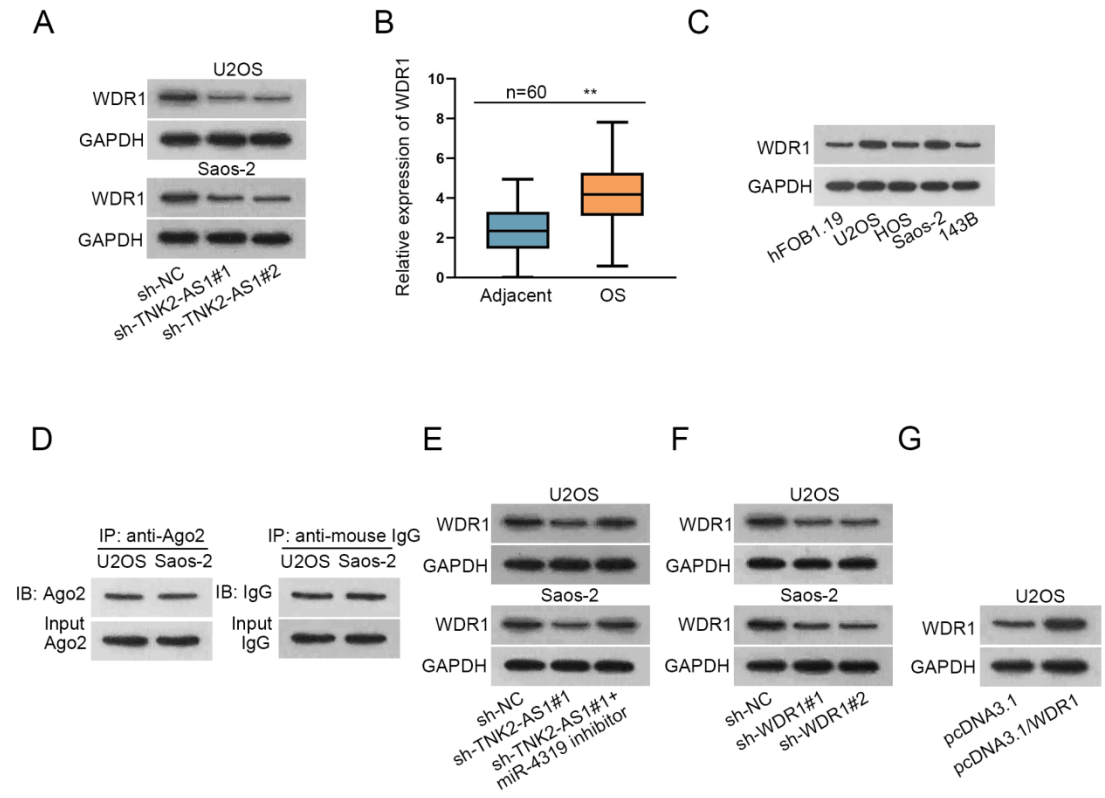 A
U2OS
WDR1
GAPDH
Saos-2
WDR1
GAPDH
sh-NC
sh-TNK2-AS1#1
sh-TNK2-AS1#2
B
Relative expression of WDR1
10
8
6
4
2
0
n=60 **
Adjacent OS
C
WDR1
GAPDH
hFOB1.19
U2OS
HOS
Saos-2
143B
D
IP: anti-Ago2
U2OS Saos-2
IB: Ago2
Input
Ago2
IP: anti-mouse IgG
U2OS Saos-2
IB: IgG
Input
IgG
E
U2OS
WDR1
GAPDH
Saos-2
WDR1
GAPDH
sh-NC
sh-TNK2-AS1#1
sh-TNK2-AS1#1+
miR-4319 inhibitor
F
U2OS
WDR1
GAPDH
Saos-2
WDR1
GAPDH
sh-NC
sh-WDR1#1
sh-WDR1#2
G
U2OS
WDR1
GAPDH
pcDNA3.1
pcDNA3.1/WDR1